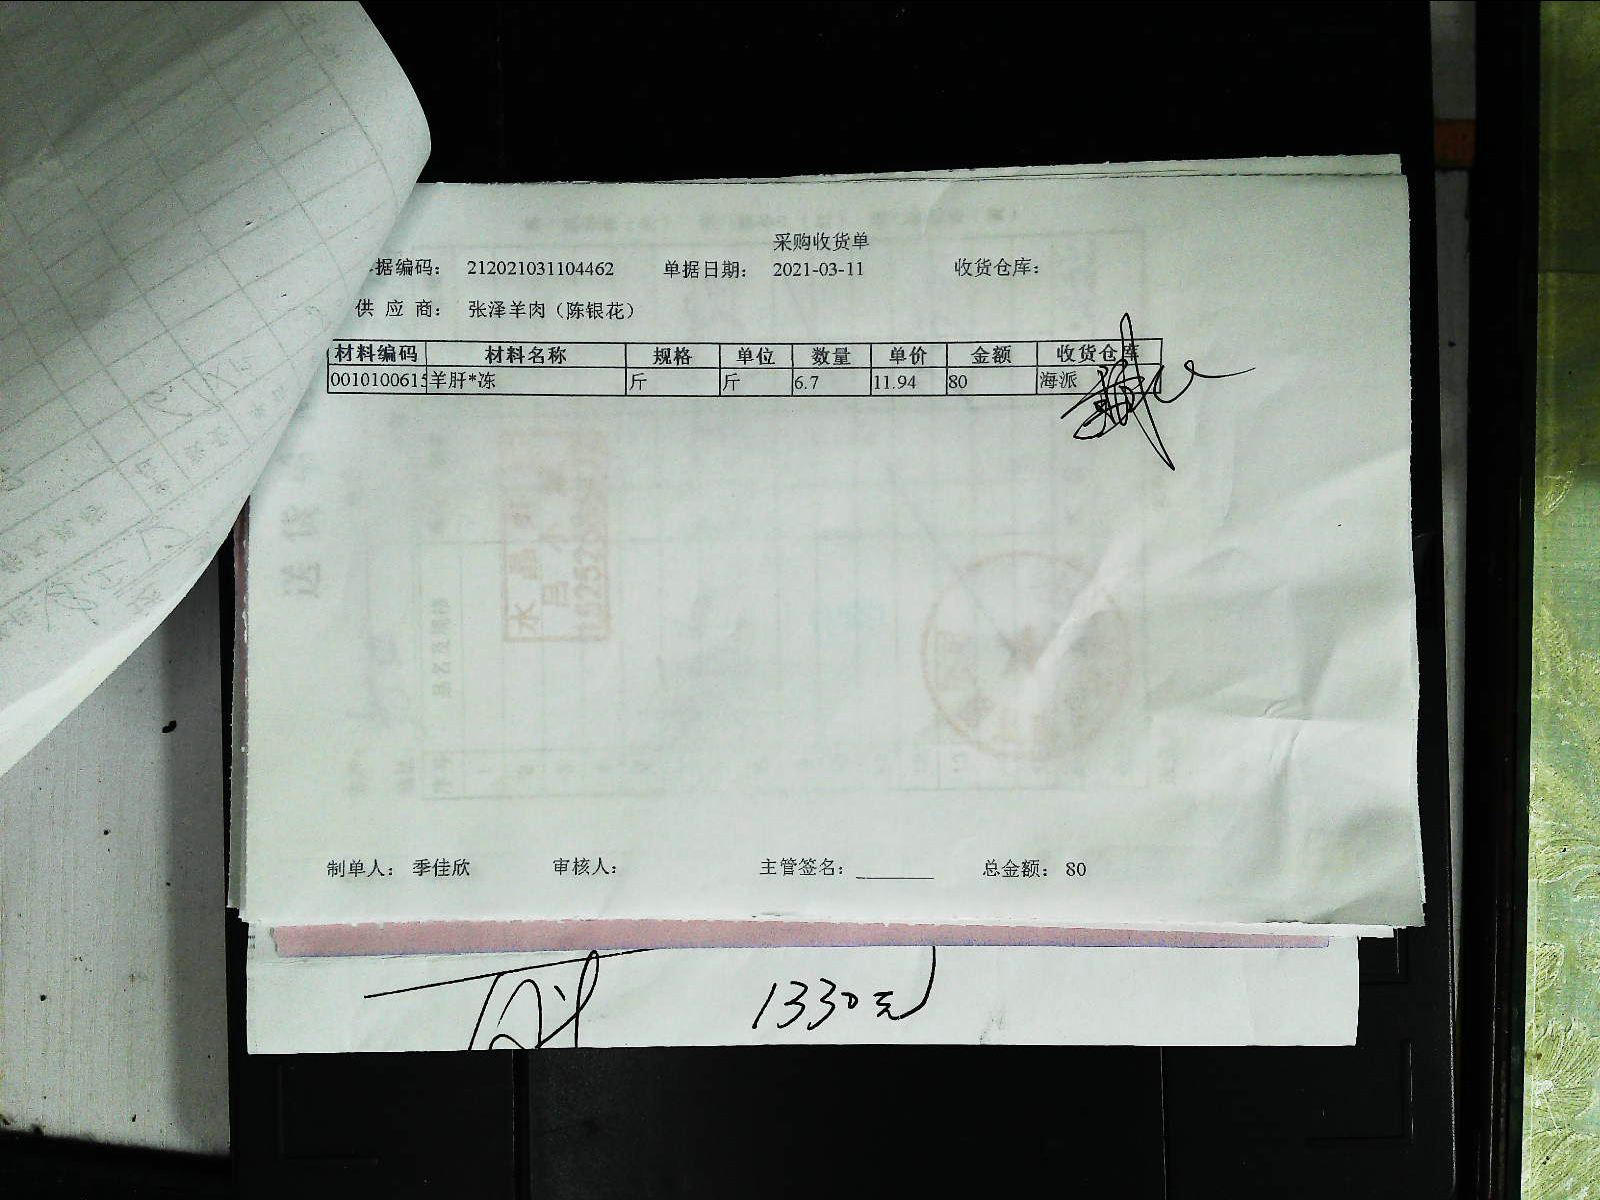 采购收货单
据编码： 212021031104462 单据日期： 2021-03-11 收货仓库：
供 应 商： 张泽羊肉（陈银花）
材料编码 材料名称 规格 单位 数量 单价 金额 收货仓库
0010100615 羊肝*冻 斤 斤 6.7 11.94 80 海派
制单人： 季佳欣 审核人： 主管签名： 总金额： 80
1330元